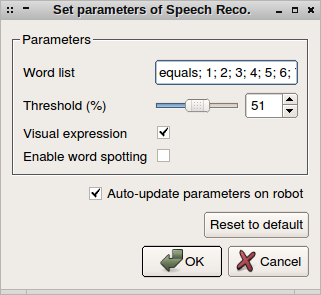 Set parameters of Speech Reco.
Parameters
Word list
equals; 1; 2; 3; 4; 5; 6;
Threshold (%)
51
Visual expression
Enable word spotting
Auto-update parameters on robot
Reset to default
OK
Cancel